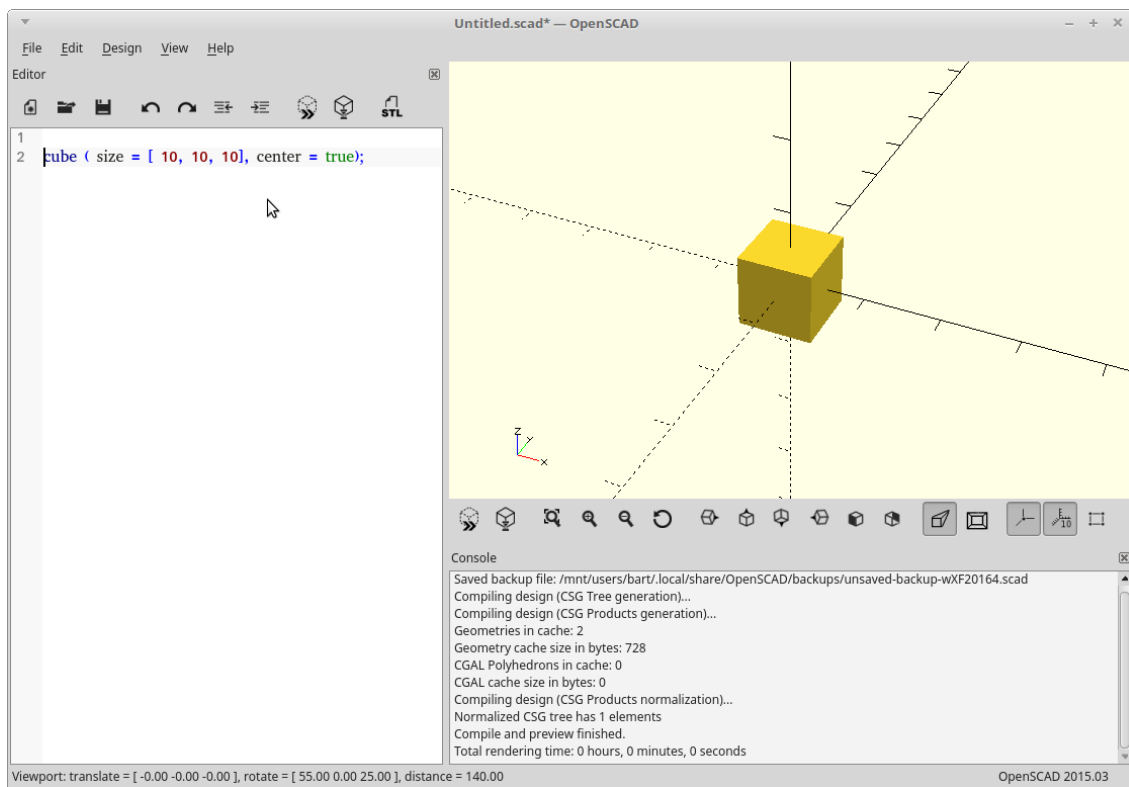 Untitled.scad* — OpenSCAD
File Edit Design View Help
Editor
STL
1
2 cube ( size = [ 10, 10, 10], center = true);
Z
Y
X
10
Console
Saved backup file: /mnt/users/bart/.local/share/OpenSCAD/backups/unsaved-backup-wXF20164.scad
Compiling design (CSG Tree generation)...
Compiling design (CSG Products generation)...
Geometries in cache: 2
Geometry cache size in bytes: 728
CGAL Polyhedrons in cache: 0
CGAL cache size in bytes: 0
Compiling design (CSG Products normalization)...
Normalized CSG tree has 1 elements
Compile and preview finished.
Total rendering time: 0 hours, 0 minutes, 0 seconds
Viewport: translate = [ -0.00 -0.00 -0.00 ], rotate = [ 55.00 0.00 25.00 ], distance = 140.00
OpenSCAD 2015.03